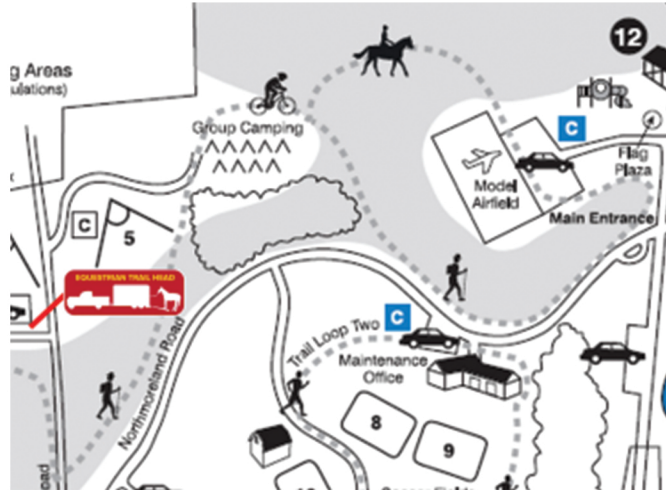 12
g Areas
ulations)
Group Camping
C
Flag
Plaza
Model
Airfield
Main Entrance
C
5
EQUESTRIAN TRAIL HEAD
Northmoreland Road
Trail Loop Two
C
Maintenance
Office
8
9
oad